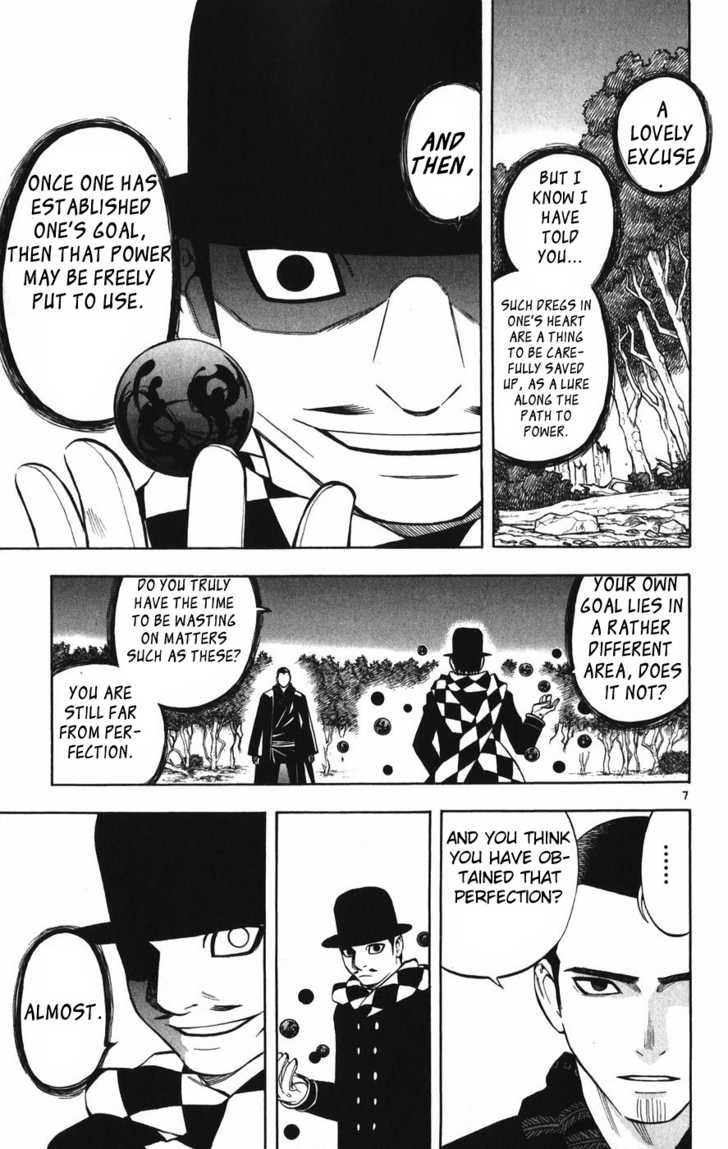 A
LOVELY
EXCUSE
.
BUT I
KNOW I
HAVE
TOLD
YOU...
SUCH DREGS IN
ONE'S HEART
ARE A THING
TO BE CARE-
FULLY SAVED
UP, AS A LURE
ALONG THE
PATH TO
POWER.
AND
THEN,
ONCE ONE HAS
ESTABLISHED
ONE'S GOAL,
THEN THAT POWER
MAY BE FREELY
PUT TO USE.
YOUR OWN
GOAL LIES IN
A RATHER
DIFFERENT
AREA, DOES
IT NOT?
DO YOU TRULY
HAVE THE TIME
TO BE WASTING
ON MATTERS
SUCH AS THESE?
YOU ARE
STILL FAR
FROM PER-
FECTION.
7
......
AND YOU THINK
YOU HAVE OB-
TAINED THAT
PERFECTION?
ALMOST.